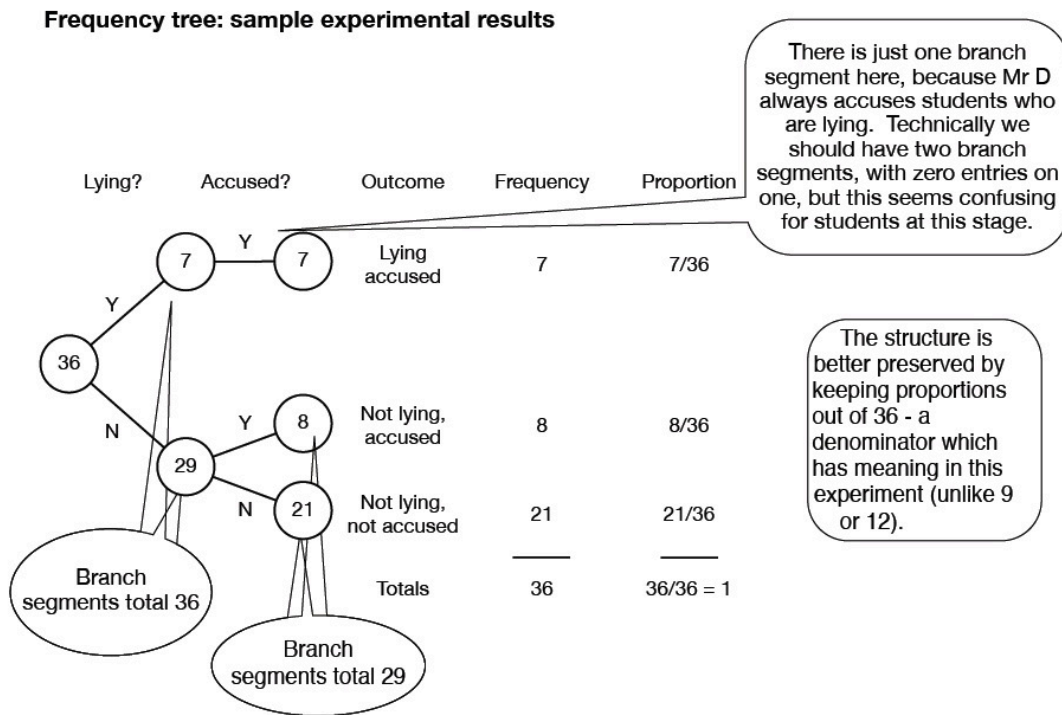 Frequency tree: sample experimental results
There is just one branch
segment here, because Mr D
always accuses students who
are lying.  Technically we
should have two branch
segments, with zero entries on
one, but this seems confusing
for students at this stage.
Lying? Accused? Outcome Frequency Proportion
Y
7 Y 7 Lying
accused 7 7/36
36
The structure is
better preserved by
keeping proportions
out of 36 - a
denominator which
has meaning in this
experiment (unlike 9
or 12).
N
29
Y 8 Not lying,
accused 8 8/36
N 21 Not lying,
not accused 21 21/36
Totals 36 36/36 = 1
Branch
segments total 36
Branch
segments total 29